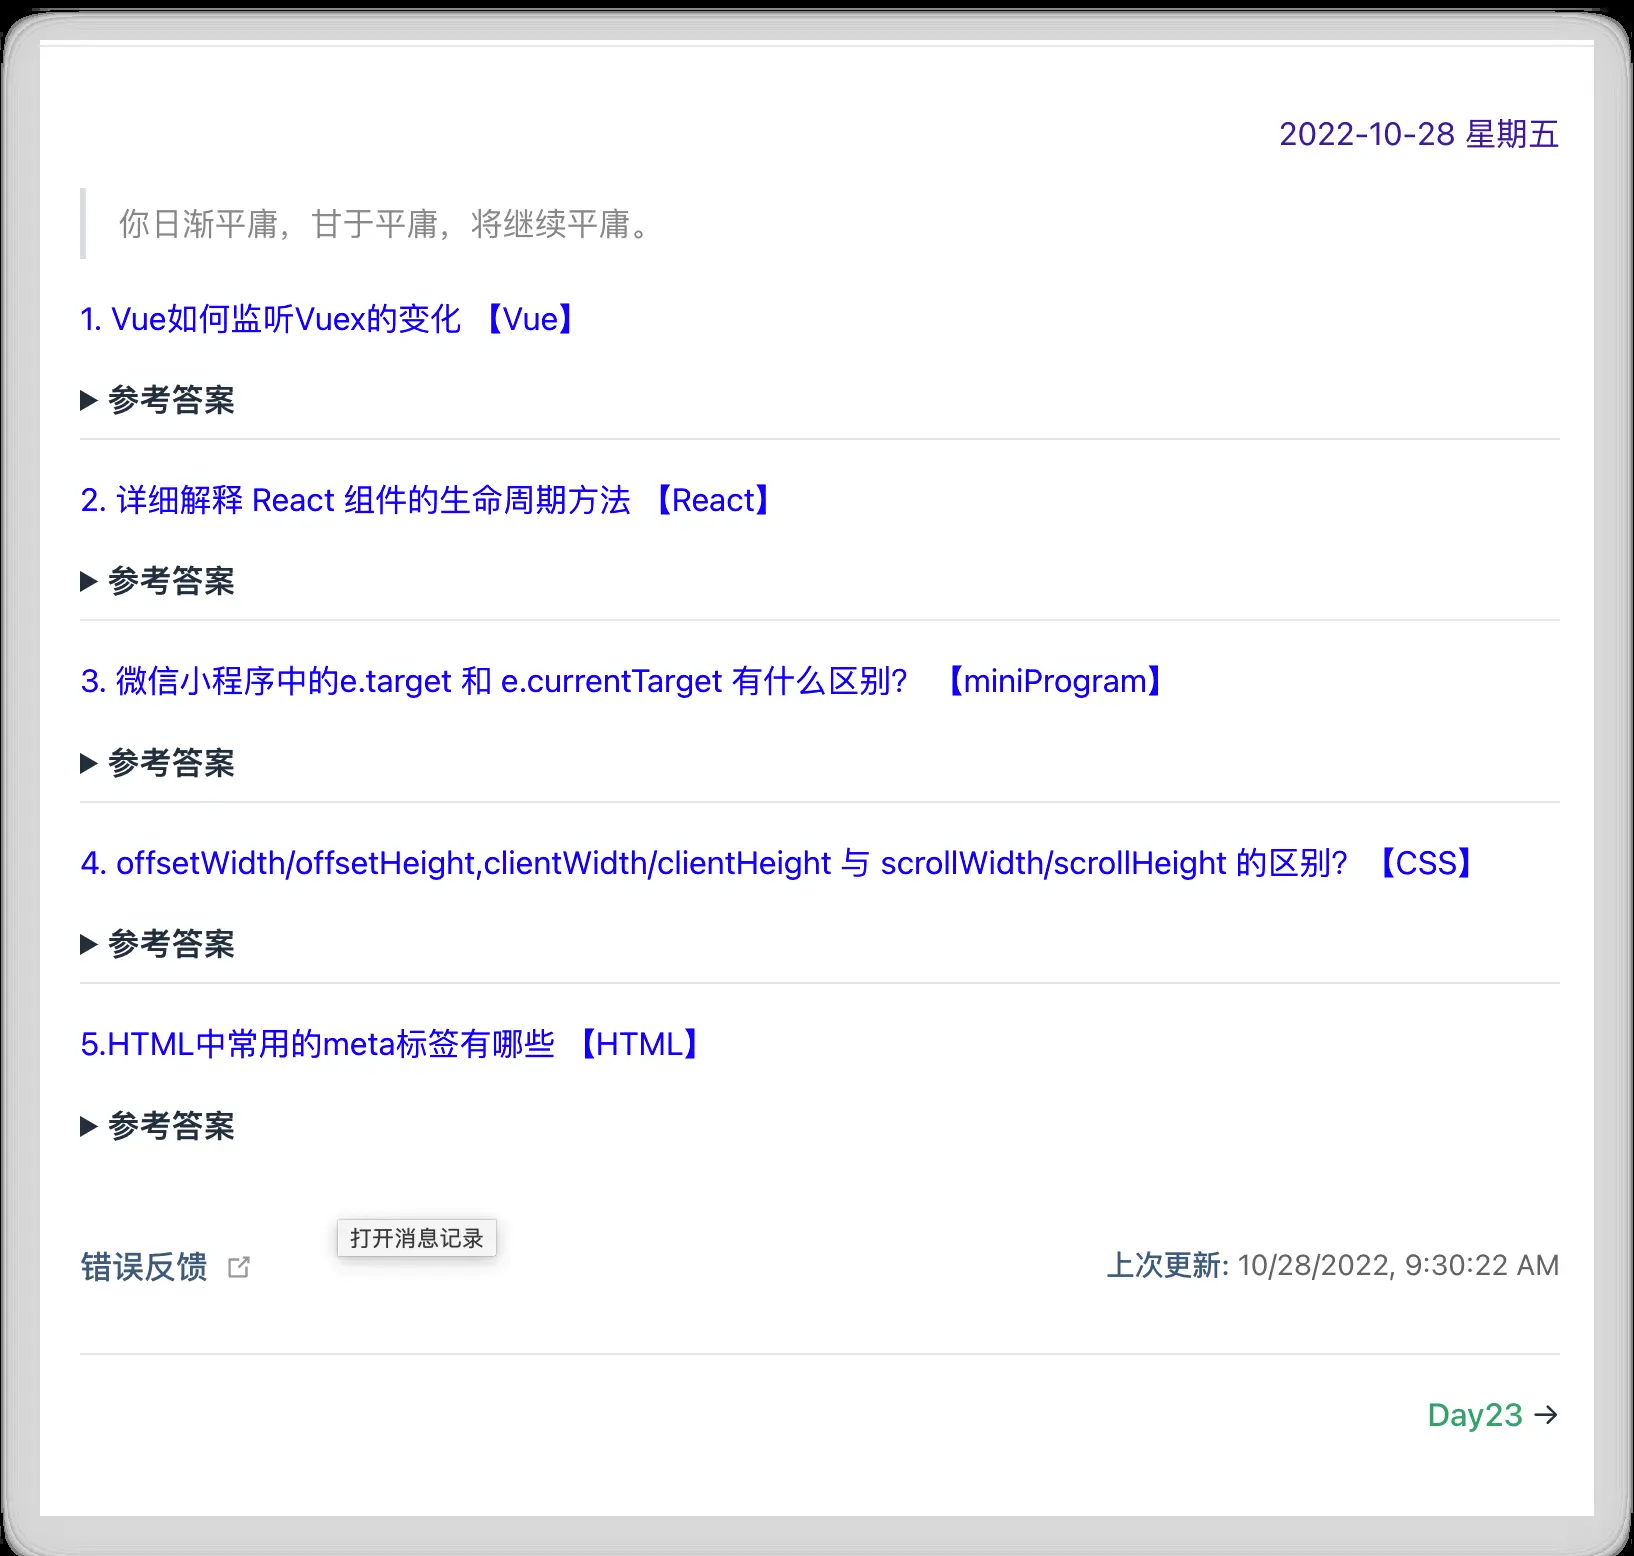 2022-10-28 星期五
你日渐平庸，甘于平庸，将继续平庸。
1. Vue如何监听Vuex的变化 【Vue】
▶ 参考答案
2. 详细解释 React 组件的生命周期方法 【React】
▶ 参考答案
3. 微信小程序中的e.target 和 e.currentTarget 有什么区别？ 【miniProgram】
▶ 参考答案
4. offsetWidth/offsetHeight,clientWidth/clientHeight 与 scrollWidth/scrollHeight 的区别？ 【CSS】
▶ 参考答案
5.HTML中常用的meta标签有哪些 【HTML】
▶ 参考答案
打开消息记录
错误反馈 上次更新: 10/28/2022, 9:30:22 AM
Day23 →